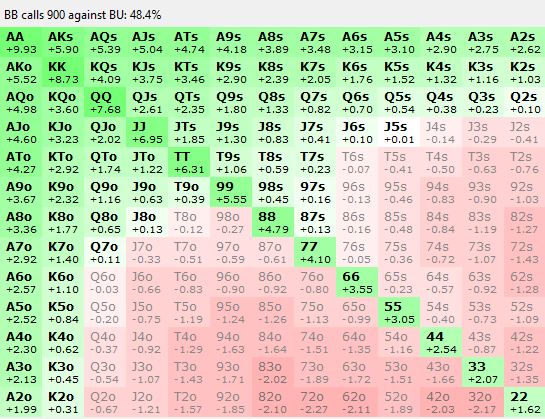 BB calls 900 against BU: 48.4%
AA AKs AQs AJs ATs A9s A8s A7s A6s A5s A4s A3s A2s
+9.93 +5.90 +5.39 +5.04 +4.74 +4.18 +3.89 +3.48 +3.15 +3.10 +2.90 +2.75 +2.62
AKo KK KQs KJs KTs K9s K8s K7s K6s K5s K4s K3s K2s
+5.52 +8.73 +4.09 +3.75 +3.46 +2.90 +2.39 +2.05 +1.76 +1.52 +1.32 +1.16 +1.03
AQo KQo QQ QJs QTs Q9s Q8s Q7s Q6s Q5s Q4s Q3s Q2s
+4.98 +3.60 +7.68 +2.61 +2.35 +1.80 +1.33 +0.82 +0.70 +0.54 +0.38 +0.23 +0.10
AJo KJo QJo JJ JTs J9s J8s J7s J6s J5s J4s J3s J2s
+4.60 +3.23 +2.02 +6.95 +1.85 +1.30 +0.83 +0.41 +0.10 +0.01 -0.14 -0.29 -0.41
ATo KTo QTo JTo TT T9s T8s T7s T6s T5s T4s T3s T2s
+4.27 +2.92 +1.74 +1.22 +6.31 +1.06 +0.59 +0.23 -0.07 -0.41 -0.50 -0.63 -0.76
A9o K9o Q9o J9o T9o 99 98s 97s 96s 95s 94s 93s 92s
+3.67 +2.32 +1.16 +0.63 +0.39 +5.55 +0.45 +0.16 -0.13 -0.46 -0.83 -0.90 -1.03
A8o K8o Q8o J8o T8o 98o 88 87s 86s 85s 84s 83s 82s
+3.36 +1.77 +0.65 +0.13 -0.12 -0.27 +4.79 +0.13 -0.16 -0.48 -0.83 -1.19 -1.27
A7o K7o Q7o J7o T7o 97o 87o 77 76s 75s 74s 73s 72s
+2.92 +1.40 +0.11 -0.33 -0.51 -0.59 -0.61 +4.10 -0.05 -0.36 -0.72 -1.07 -1.43
A6o K6o Q6o J6o T6o 96o 86o 76o 66 65s 64s 63s 62s
+2.60 +1.10 -0.03 -0.66 -0.83 -0.90 -0.92 -0.80 +3.55 -0.23 -0.57 -0.92 -1.28
A5o K5o Q5o J5o T5o 95o 85o 75o 65o 55 54s 53s 52s
+2.52 +0.84 -0.20 -0.75 -1.19 -1.24 -1.26 -1.13 -0.99 +3.05 -0.40 -0.73 -1.09
A4o K4o Q4o J4o T4o 94o 84o 74o 64o 54o 44 43s 42s
+2.30 +0.62 -0.37 -0.92 -1.29 -1.63 -1.64 -1.51 -1.35 -1.16 +2.54 -0.87 -1.22
A3o K3o Q3o J3o T3o 93o 83o 73o 63o 53o 43o 33 32s
+2.13 +0.45 -0.54 -1.07 -1.43 -1.71 -2.02 -1.89 -1.72 -1.51 -1.66 +2.07 -1.35
A2o K2o Q2o J2o T2o 92o 82o 72o 62o 52o 42o 32o 22
+1.99 +0.31 -0.67 -1.21 -1.57 -1.85 -2.10 -2.27 -2.11 -1.89 -2.03 -2.17 +1.62